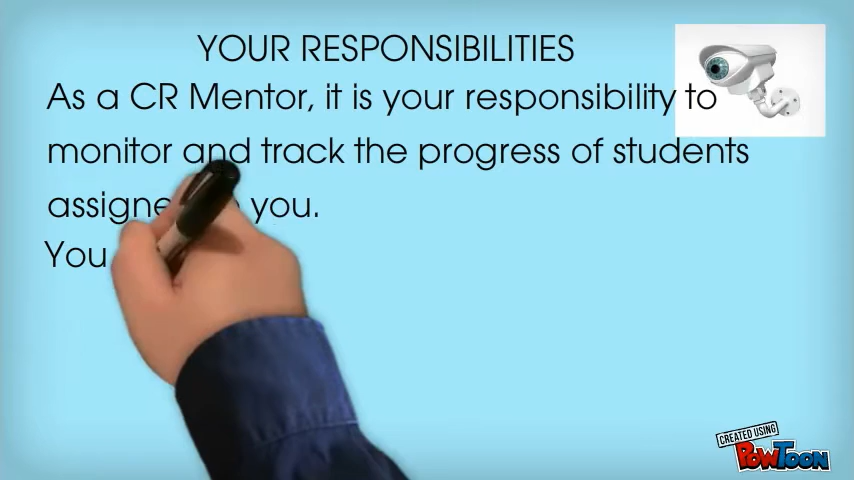 YOUR RESPONSIBILITIES
As a CR Mentor, it is your responsibility to
monitor and track the progress of students
you.
You
CREATED USING
POWTOON